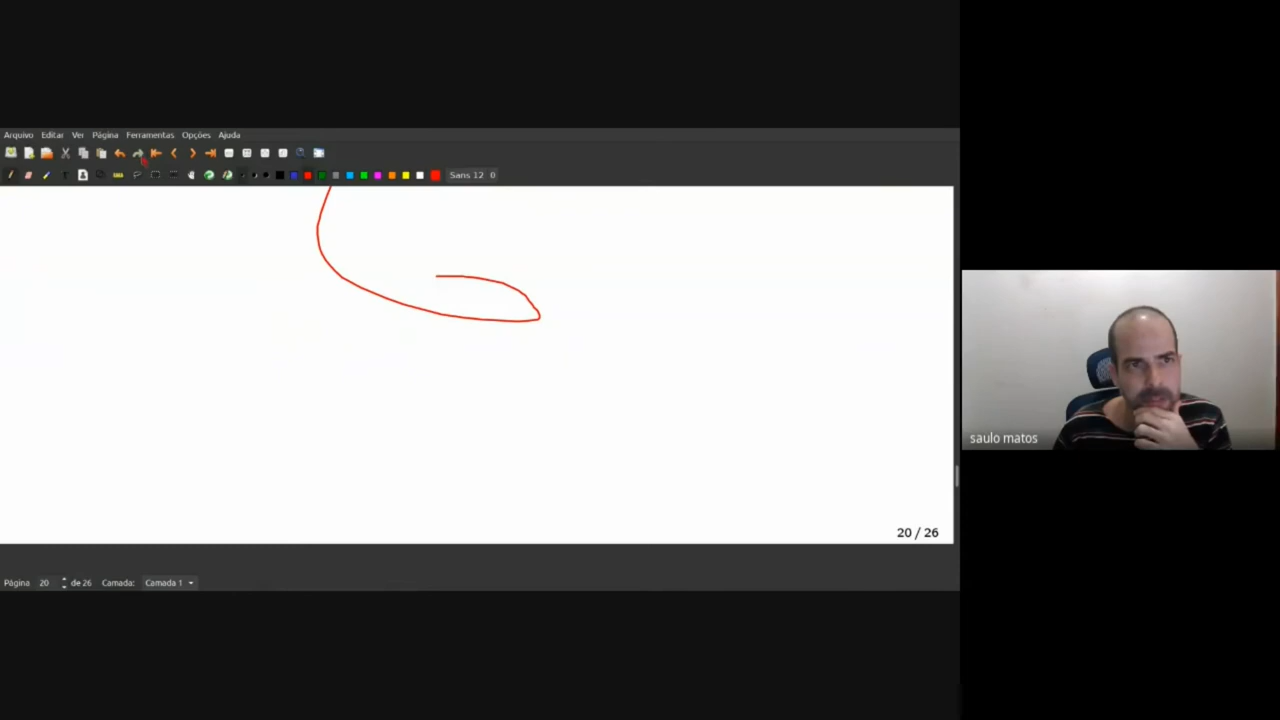 Arquivo Editar Ver Página Ferramentas Opções Ajuda
Sans 12
saulo matos
20 / 26
Página 20 de 26 Camada: Camada 1